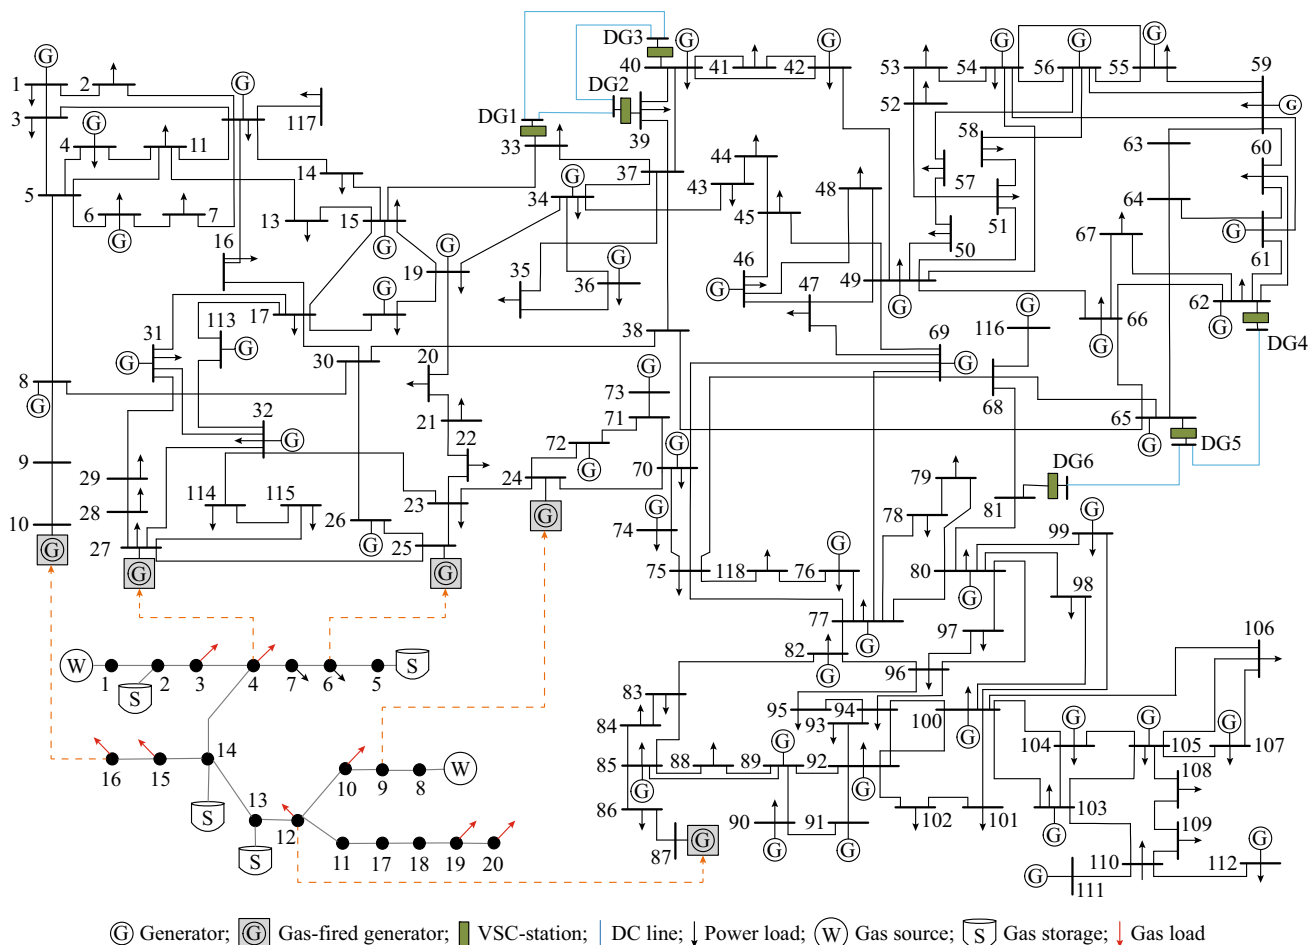 DG3
G G G G G G
40 41 42 53 54 56 55 59
G
1 2 G DG2 52 G
3 117 DG1 39 58 60
4 G 11 33 44 63
5 14 G 34 37 43 57
6 7 13 15 48 64
G G 45 51 G
16 G 50 67 61
19 35 36 G 46 49
G G G 47 G G 66 62
17 113 38 G G DG4
31 G G 30 20 69 116
8 G 73 G 68 65
G 32 21 71 G DG5
G 22 72 70 G
9 29 24 G 79 DG6
10 28 114 115 26 23 G 78 81
G 27 G 25 G 74 99 G
G G 75 118 76 G 80 98
77 G 97
W S G 82 96 106
1 2 3 4 7 6 5 G
S 83 95 94 100
14 84 93 G G G
16 15 W 85 88 89 G 92 G 104 105 107
S 10 9 8 G 108
13 12 86 103
S 90 91 102 101 G 109
11 17 18 19 20 87 G G G G
110 112
G 111
G Generator; G Gas-fired generator; VSC-station; DC line; Power load; W Gas source; S Gas storage; Gas load